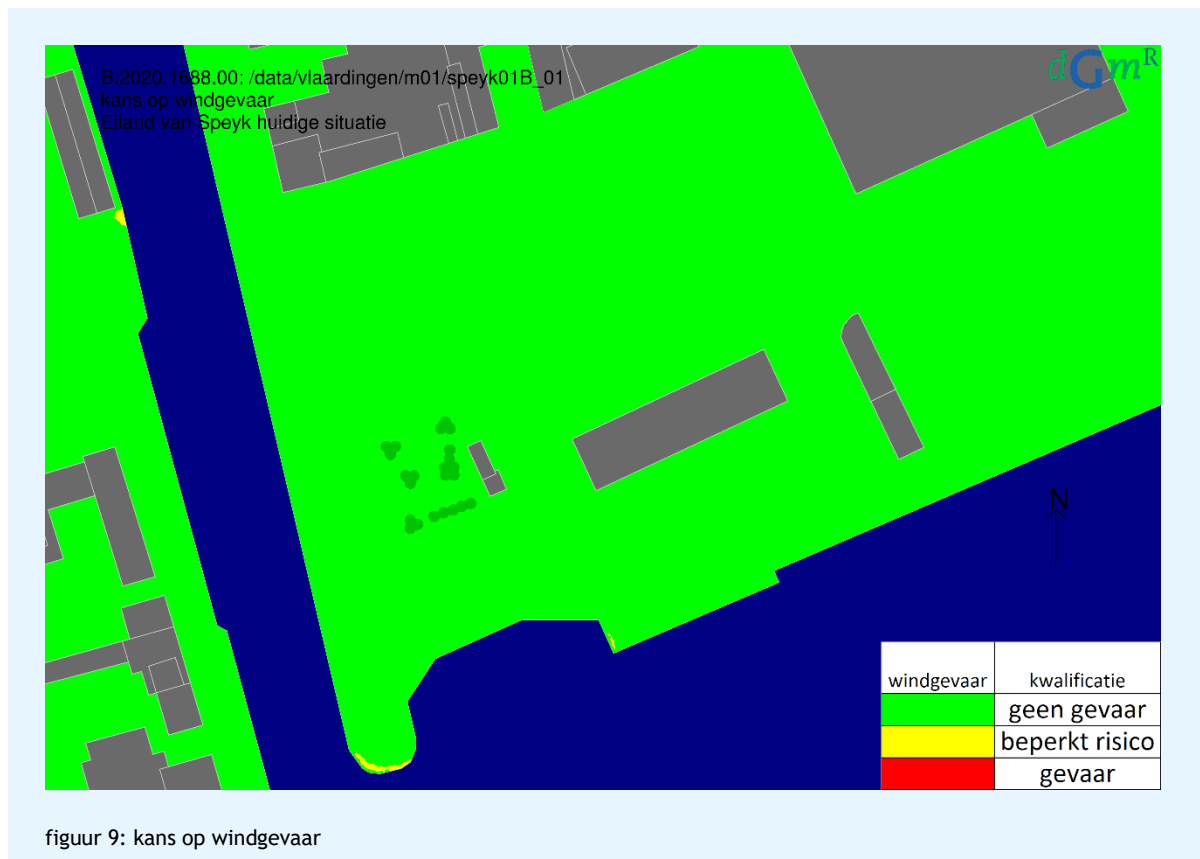 B.2020.1688.00: /data/vlaardingen/m01/speyk01B_01
kans op windgevaar
Eiland van Speyk huidige situatie
dGmR
N
windgevaar kwalificatie
geen gevaar
beperkt risico
gevaar
figuur 9: kans op windgevaar